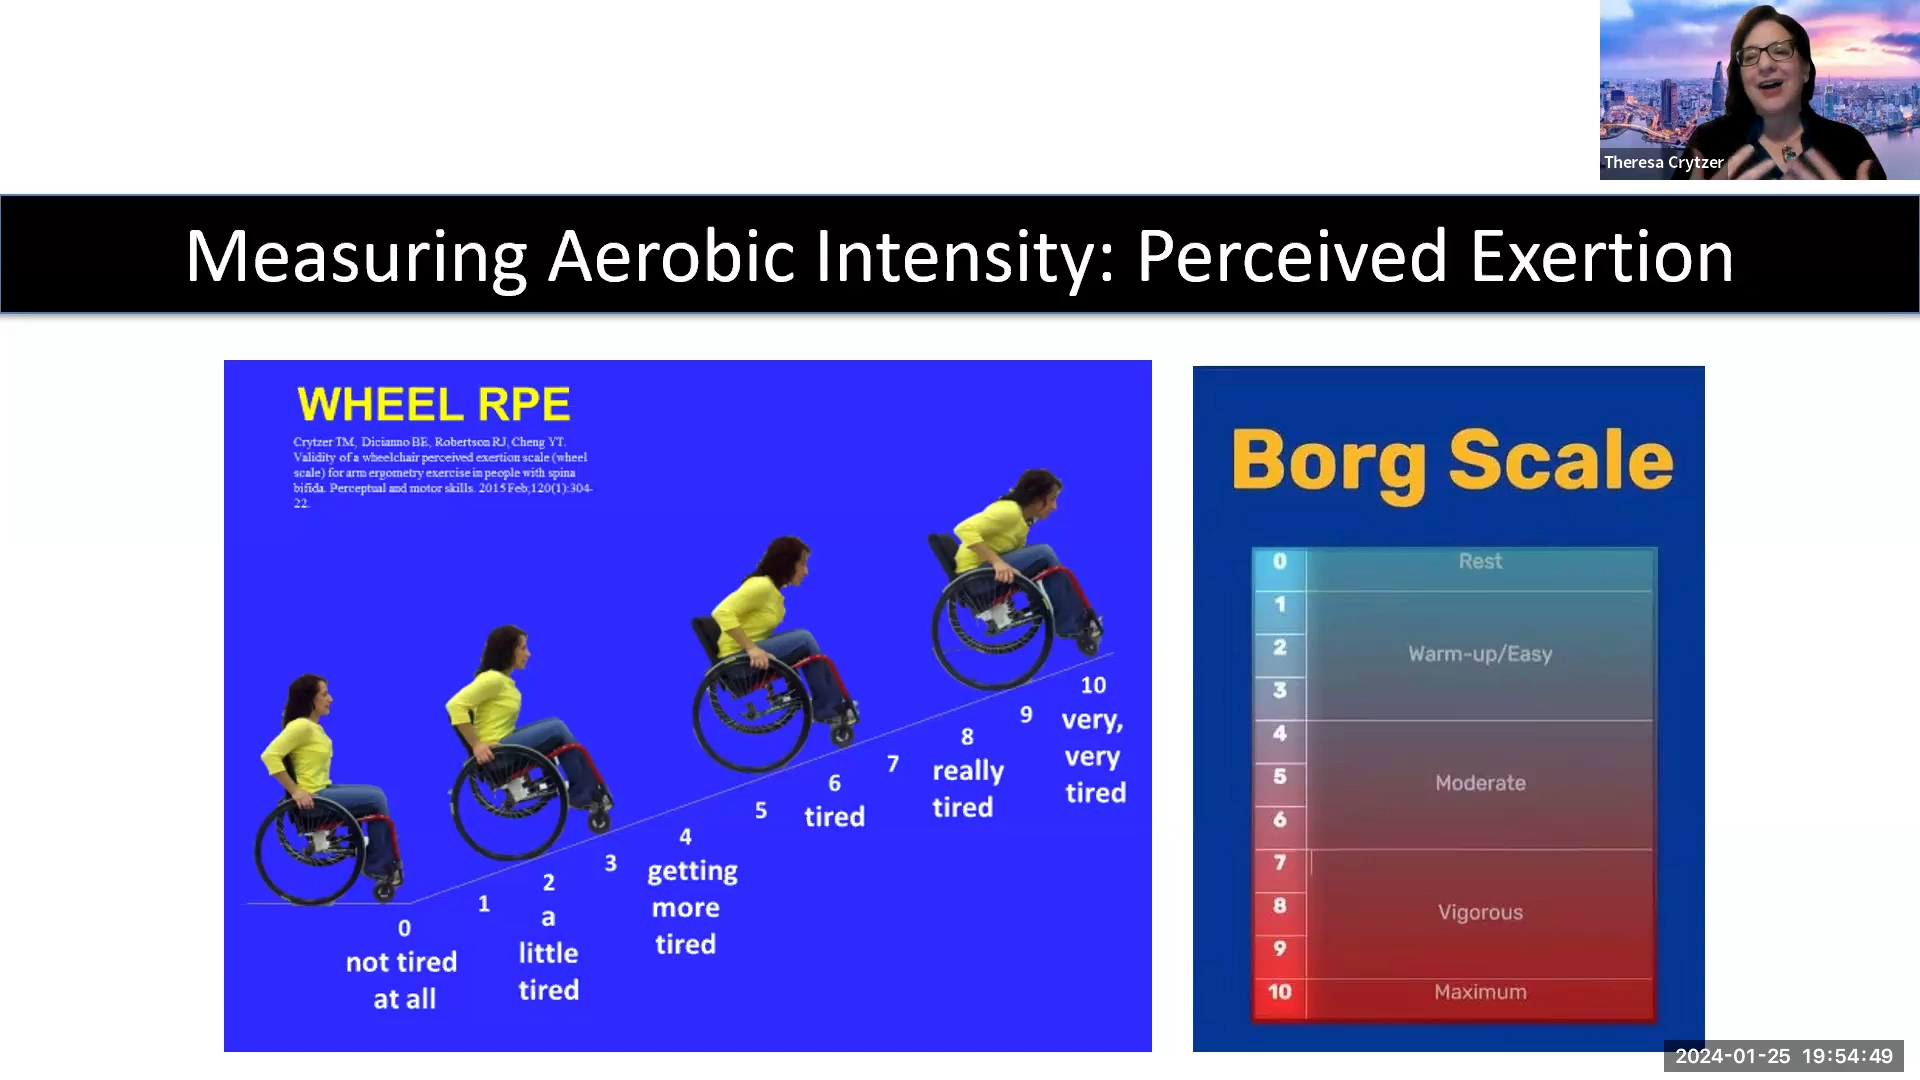 Theresa Crytzer
Measuring Aerobic Intensity: Perceived Exertion
WHEEL RPE
Crytzer TM, Dicianno BE, Robertson RJ, Cheng YT.
Validity of a wheelchair perceived exertion scale (wheel
scale) for arm ergometry exercise in people with spina
bifida. Perceptual and motor skills. 2015 Feb;120(1):304-
22.
0
not tired
at all
1
2
a
little
tired
3
4
getting
more
tired
5
6
tired
7
8
really
tired
9
10
very,
very
tired
Borg Scale
0 Rest
1
2 Warm-up/Easy
3
4
5 Moderate
6
7
8 Vigorous
9
10 Maximum
2024-01-25 19:54:49